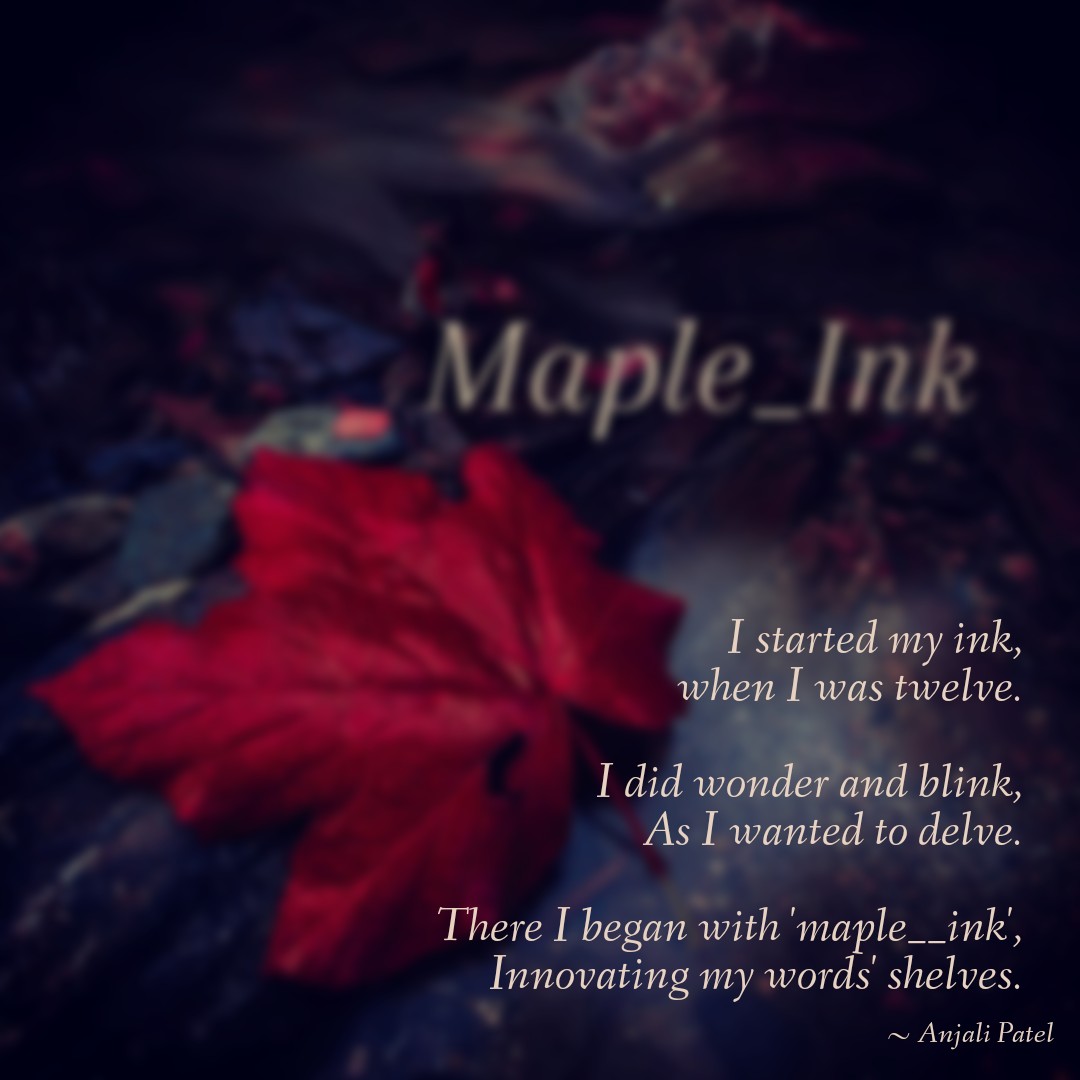 Maple_Ink
I started my ink,
when I was twelve.
I did wonder and blink,
As I wanted to delve.
There I began with 'maple__ink',
Innovating my words' shelves.
~ Anjali Patel